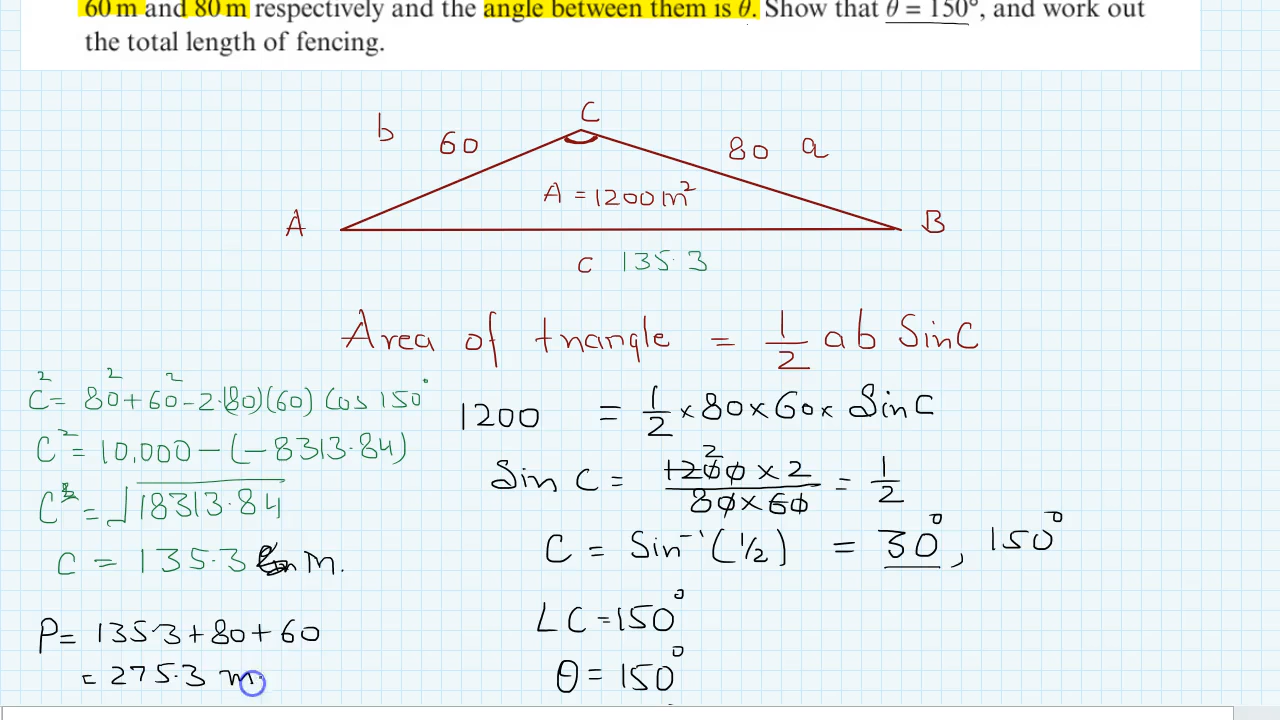 60 m and 80 m respectively and the angle between them is θ. Show that θ = 150°, and work out
the total length of fencing.
C
b 60 80 a
A = 1200 m²
A B
c 135.3
Area of triangle = 1/2 ab Sin C
c² = 80² + 60² - 2.(80)(60) Cos 150°
c² = 10,000 - (-8313.84)
c = √18313.84
c = 135.3 m.
P = 135.3 + 80 + 60
= 275.3 m.
1200 = 1/2 × 80 × 60 × Sin C
Sin C = 1200 × 2 / 80 × 60 = 1/2
C = Sin⁻¹ (1/2) = 30°, 150°
∠C = 150°
θ = 150°